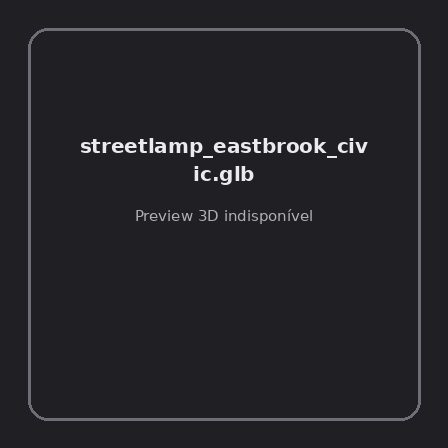 streetlamp_eastbrook_civ
ic.glb
Preview 3D indisponível